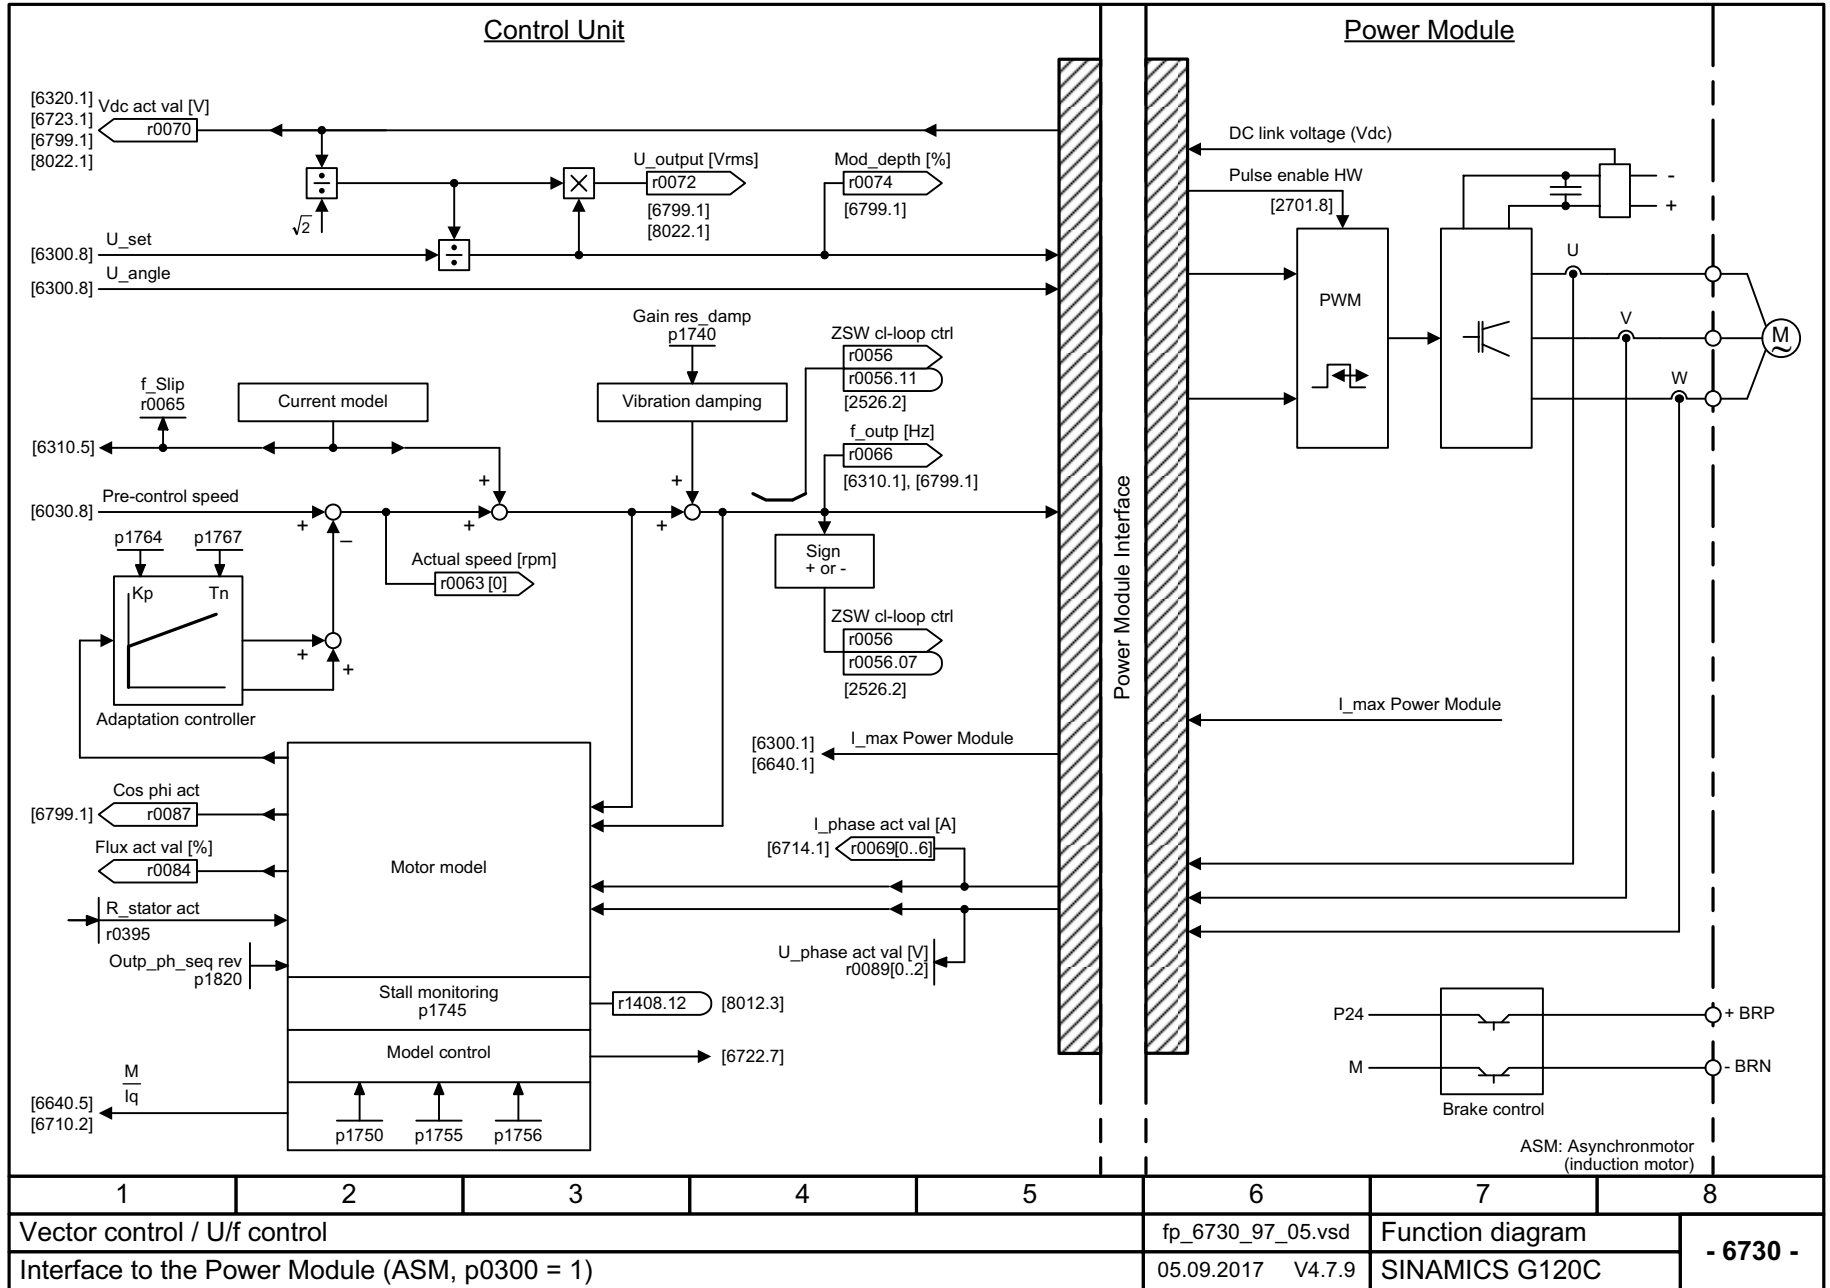 Control Unit
Power Module
[6320.1]
[6723.1]
[6799.1]
[8022.1]
Vdc act val [V]
r0070
÷
√2
×
U_output [Vrms]
r0072
[6799.1]
[8022.1]
Mod_depth [%]
r0074
[6799.1]
[6300.8]
U_set
÷
[6300.8]
U_angle
DC link voltage (Vdc)
Pulse enable HW
[2701.8]
-
+
PWM
U
V
W
M
~
Gain res_damp
p1740
Vibration damping
ZSW cl-loop ctrl
r0056
r0056.11
[2526.2]
f_outp [Hz]
r0066
[6310.1], [6799.1]
f_Slip
r0065
Current model
[6310.5]
+
+
[6030.8]
Pre-control speed
+
–
+
+
p1764
p1767
Kp
Tn
+
+
Adaptation controller
Actual speed [rpm]
r0063 [0]
Sign
+ or -
ZSW cl-loop ctrl
r0056
r0056.07
[2526.2]
Power Module Interface
[6300.1]
[6640.1]
I_max Power Module
I_max Power Module
Cos phi act
[6799.1]
r0087
Flux act val [%]
r0084
R_stator act
r0395
Outp_ph_seq rev
p1820
Motor model
Stall monitoring
p1745
r1408.12
[8012.3]
Model control
[6722.7]
p1750
p1755
p1756
M
Iq
[6640.5]
[6710.2]
I_phase act val [A]
[6714.1]
r0069[0..6]
U_phase act val [V]
r0089[0..2]
P24
M
+ BRP
- BRN
Brake control
ASM: Asynchronmotor
(induction motor)
1 2 3 4 5 6 7 8
Vector control / U/f control
fp_6730_97_05.vsd
Function diagram
- 6730 -
Interface to the Power Module (ASM, p0300 = 1)
05.09.2017 V4.7.9
SINAMICS G120C